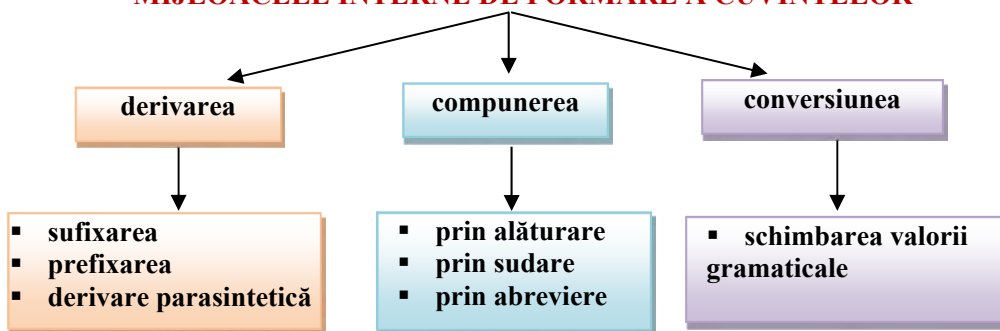 MIJLOACELE INTERNE DE FORMARE A CUVINTELOR
derivarea
compunerea
conversiunea
▪ sufixarea
▪ prefixarea
▪ derivare parasintetică
▪ prin alăturare
▪ prin sudare
▪ prin abreviere
▪ schimbarea valorii
gramaticale